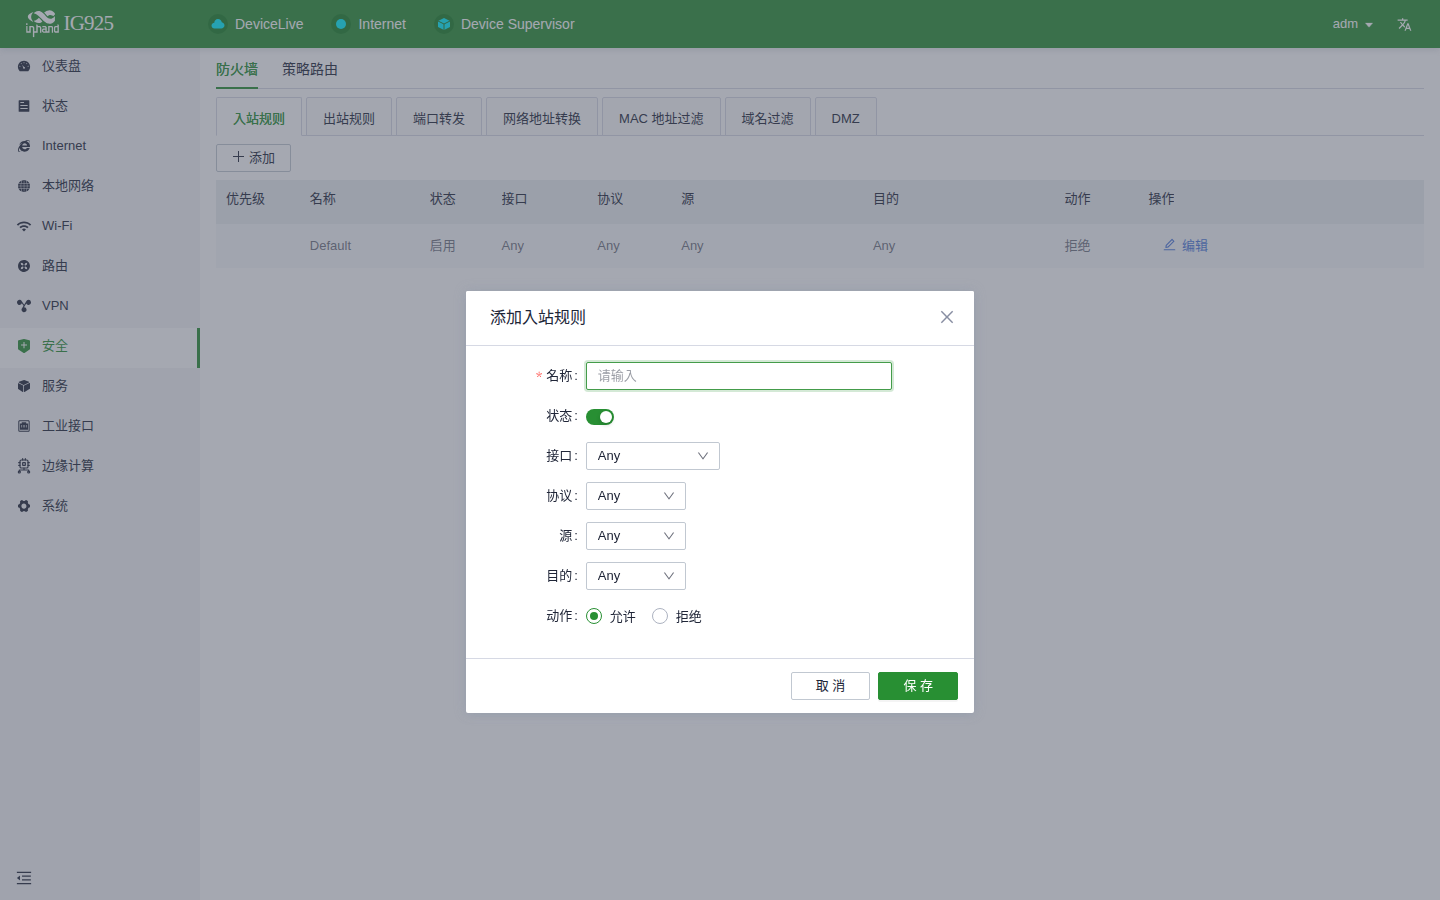 inhand IG925 DeviceLive Internet Device Supervisor adm
仪表盘
状态
Internet
本地网络
Wi-Fi
路由
VPN
安全
服务
工业接口
边缘计算
系统
防火墙 策略路由
入站规则 出站规则 端口转发 网络地址转换 MAC 地址过滤 域名过滤 DMZ
添加
优先级 名称 状态 接口 协议 源 目的 动作 操作
Default 启用 Any Any Any Any 拒绝 编辑
添加入站规则
* 名称: 请输入
状态:
接口: Any
协议: Any
源: Any
目的: Any
动作: 允许 拒绝
取 消 保 存